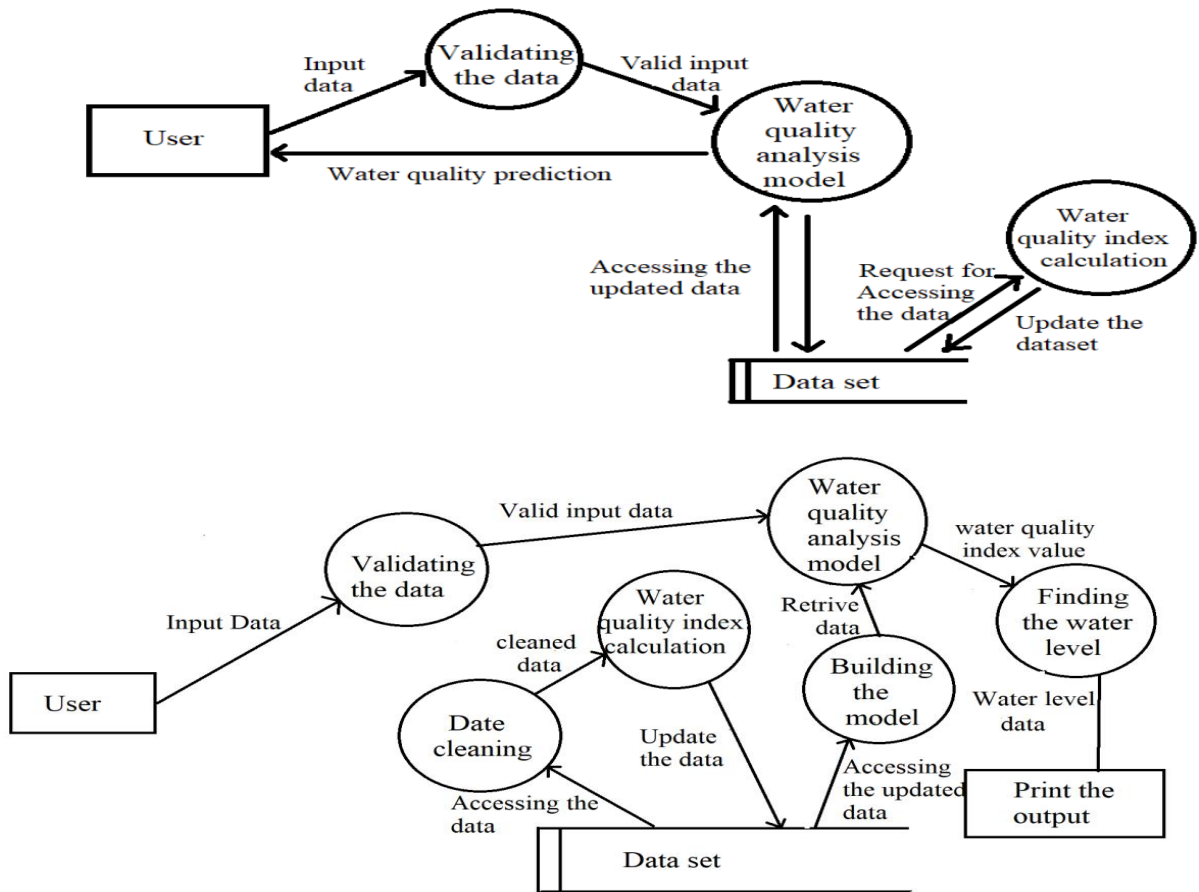 Input
data
Validating
the data
Valid input
data
User
Water
quality
analysis
model
Water quality prediction
Water
quality index
calculation
Accessing the
updated data
Request for
Accessing
the data
Update the
dataset
Data set
Valid input data
Water
quality
analysis
model
water quality
index value
Validating
the data
Input Data
Water
quality index
calculation
cleaned
data
Retrive
data
Finding
the water
level
User
Date
cleaning
Update
the data
Building
the
model
Water level
data
Accessing the
data
Accessing
the updated
data
Print the
output
Data set